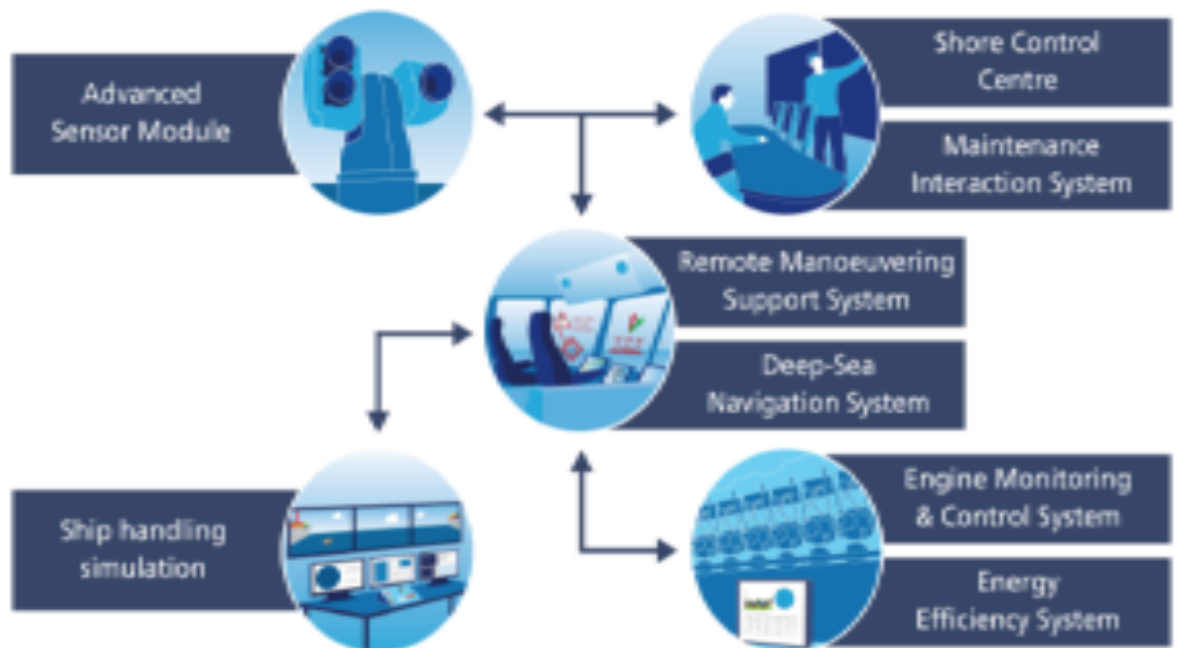 Advanced
Sensor Module
Shore Control
Centre
Maintenance
Interaction System
Remote Manoeuvering
Support System
Deep-Sea
Navigation System
Ship handling
simulation
Engine Monitoring
& Control System
Energy
Efficiency System